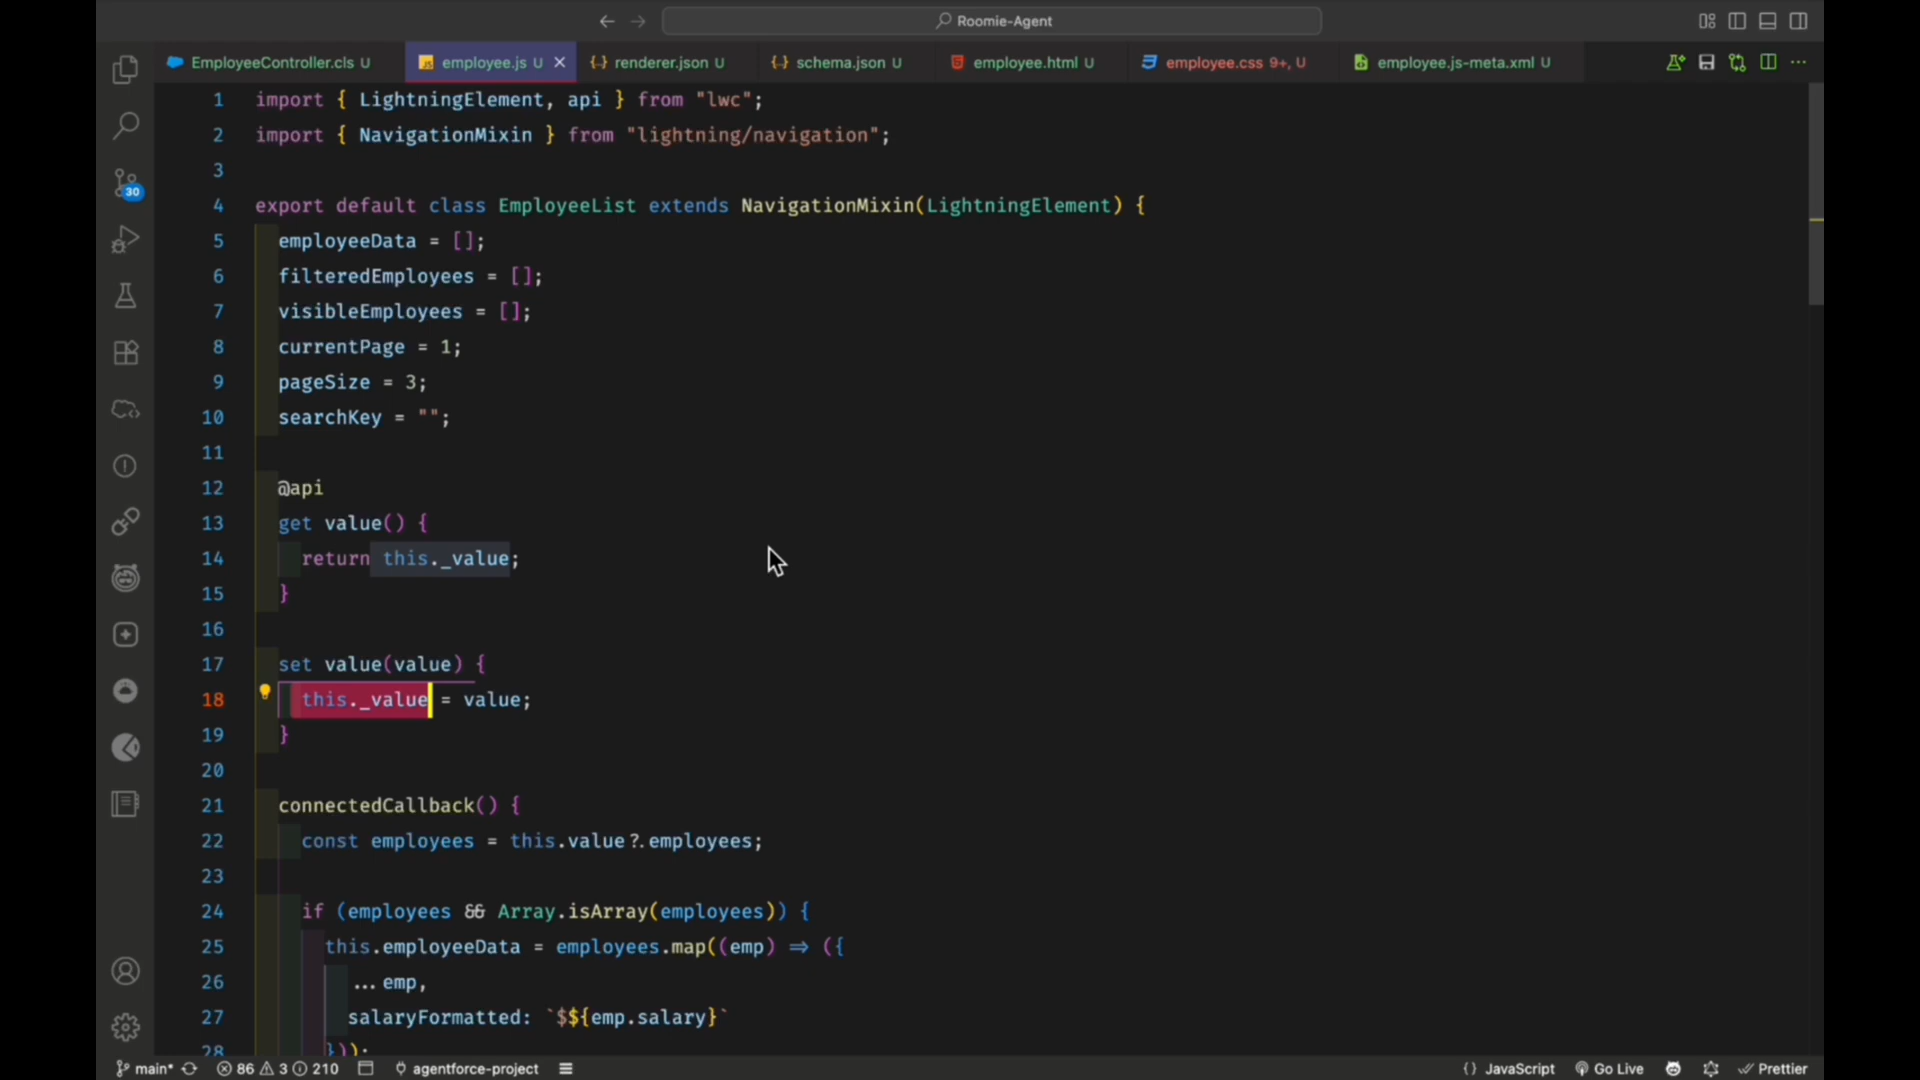 Roomie-Agent
EmployeeController.cls U
employee.js U
renderer.json U
schema.json U
employee.html U
employee.css 9+, U
employee.js-meta.xml U
1 import { LightningElement, api } from "lwc";
2 import { NavigationMixin } from "lightning/navigation";
3
4 export default class EmployeeList extends NavigationMixin(LightningElement) {
5 employeeData = [];
6 filteredEmployees = [];
7 visibleEmployees = [];
8 currentPage = 1;
9 pageSize = 3;
10 searchKey = "";
11
12 @api
13 get value() {
14 return this._value;
15 }
16
17 set value(value) {
18 this._value = value;
19 }
20
21 connectedCallback() {
22 const employees = this.value?.employees;
23
24 if (employees && Array.isArray(employees)) {
25 this.employeeData = employees.map((emp) => ({
26 ...emp,
27 salaryFormatted: `$${emp.salary}`
28 }));
30
main* 86 3 210 agentforce-project {} JavaScript Go Live Prettier